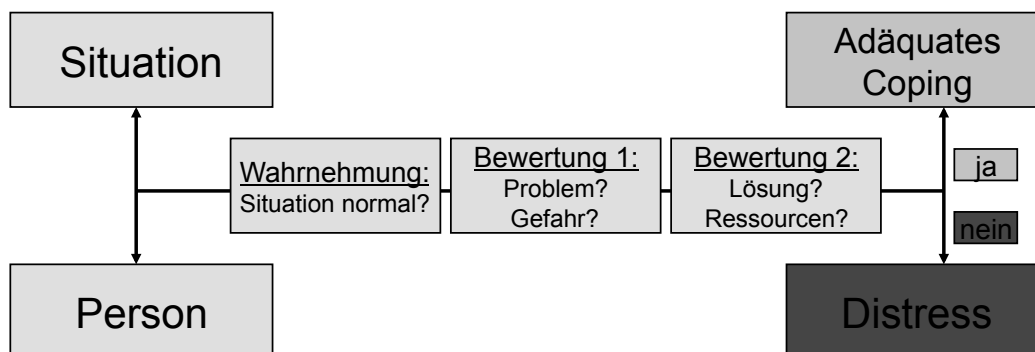 Situation
Adäquates
Coping
Wahrnehmung:
Situation normal?
Bewertung 1:
Problem?
Gefahr?
Bewertung 2:
Lösung?
Ressourcen?
ja
nein
Person
Distress